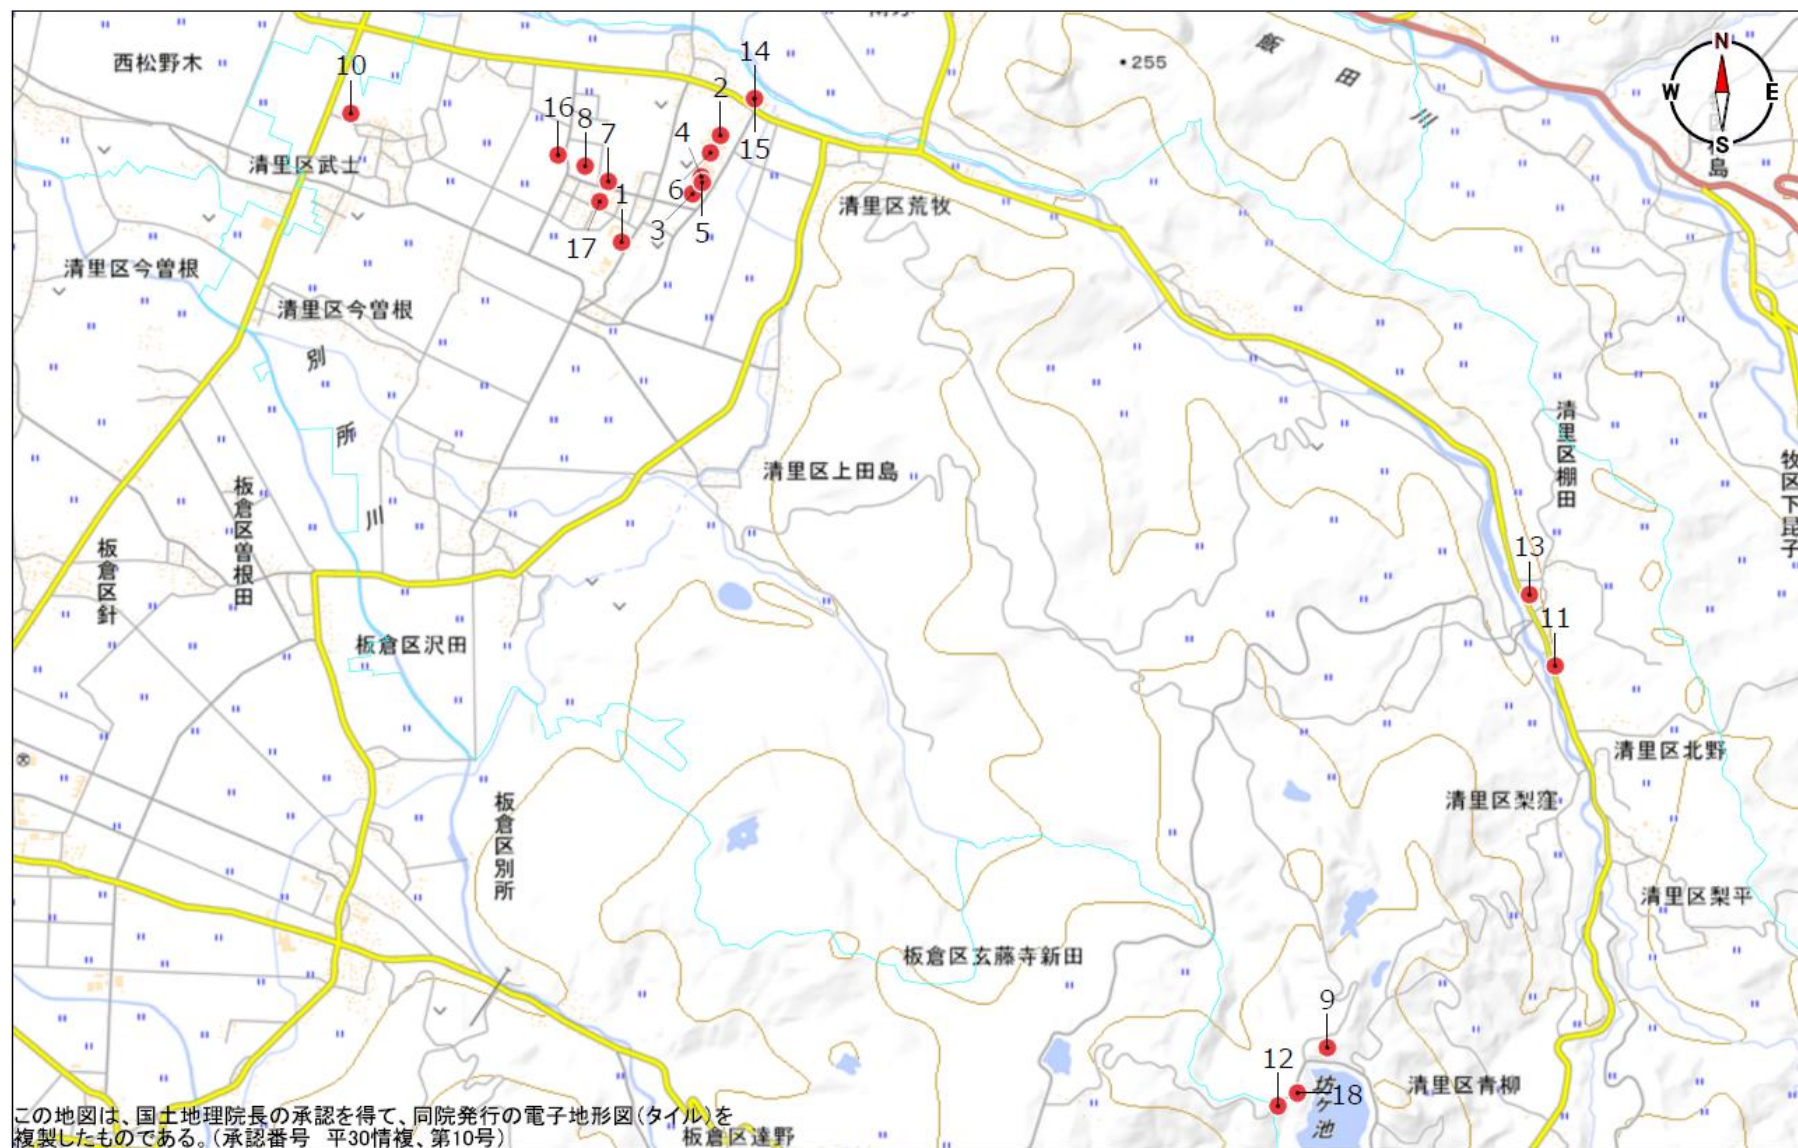 西松野木
10
14
2
255
飯田川
N
W
E
S
16
8
7
4
15
清里区武士
1
6
3
5
17
清里区荒牧
清里区今曽根
清里区今曽根
別所川
清里区棚田
清里区上田島
牧区下昆子
板倉区曽根田
板倉区針
13
11
板倉区沢田
清里区北野
清里区梨窪
板倉区別所
清里区梨平
板倉区玄藤寺新田
9
12
18
坊ケ池
清里区青柳
この地図は、国土地理院長の承認を得て、同院発行の電子地形図(タイル)を
複製したものである。(承認番号　平30情複、第10号)
板倉区達野